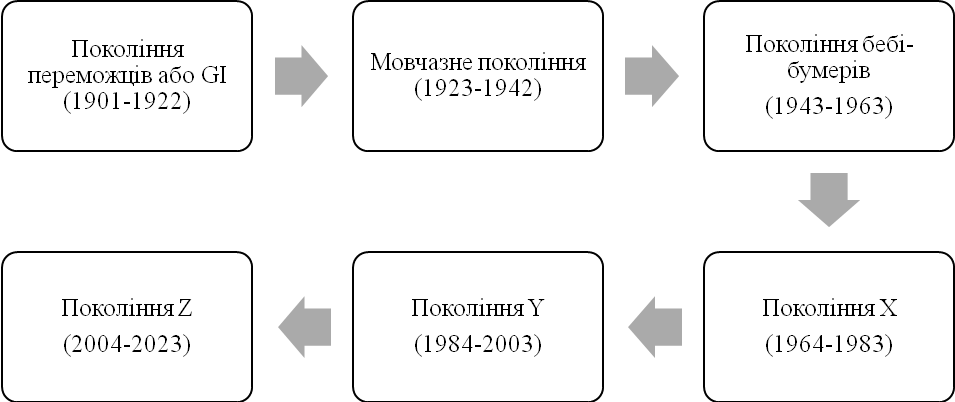 Покоління
переможців або GI
(1901-1922)
Мовчазне покоління
(1923-1942)
Покоління бебі-
бумерів
(1943-1963)
Покоління X
(1964-1983)
Покоління Y
(1984-2003)
Покоління Z
(2004-2023)